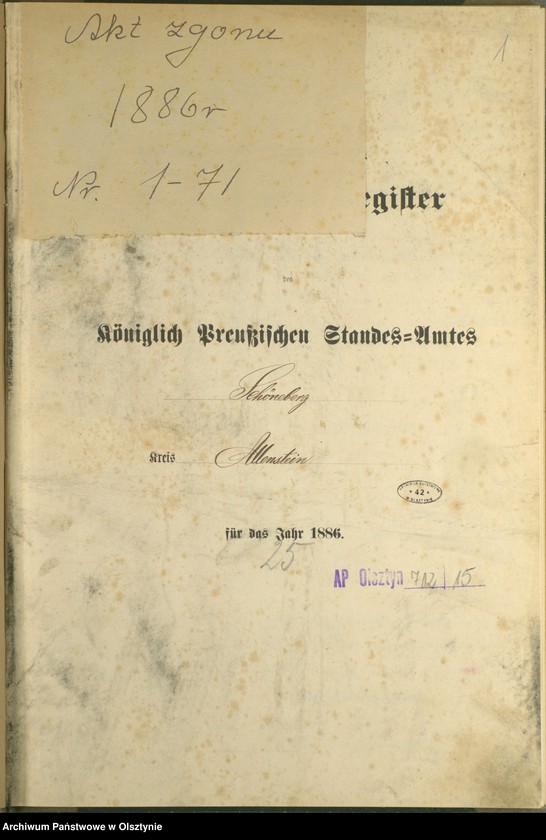 Akt zgonu
1
1886r
Nr. 1-71
egister
des
Königlich Preußischen Standes=Amtes
Schöneberg
Kreis Allenstein
42
für das Jahr 1886.
25
AP Olsztyn 712/15
Archiwum Państwowe w Olsztynie